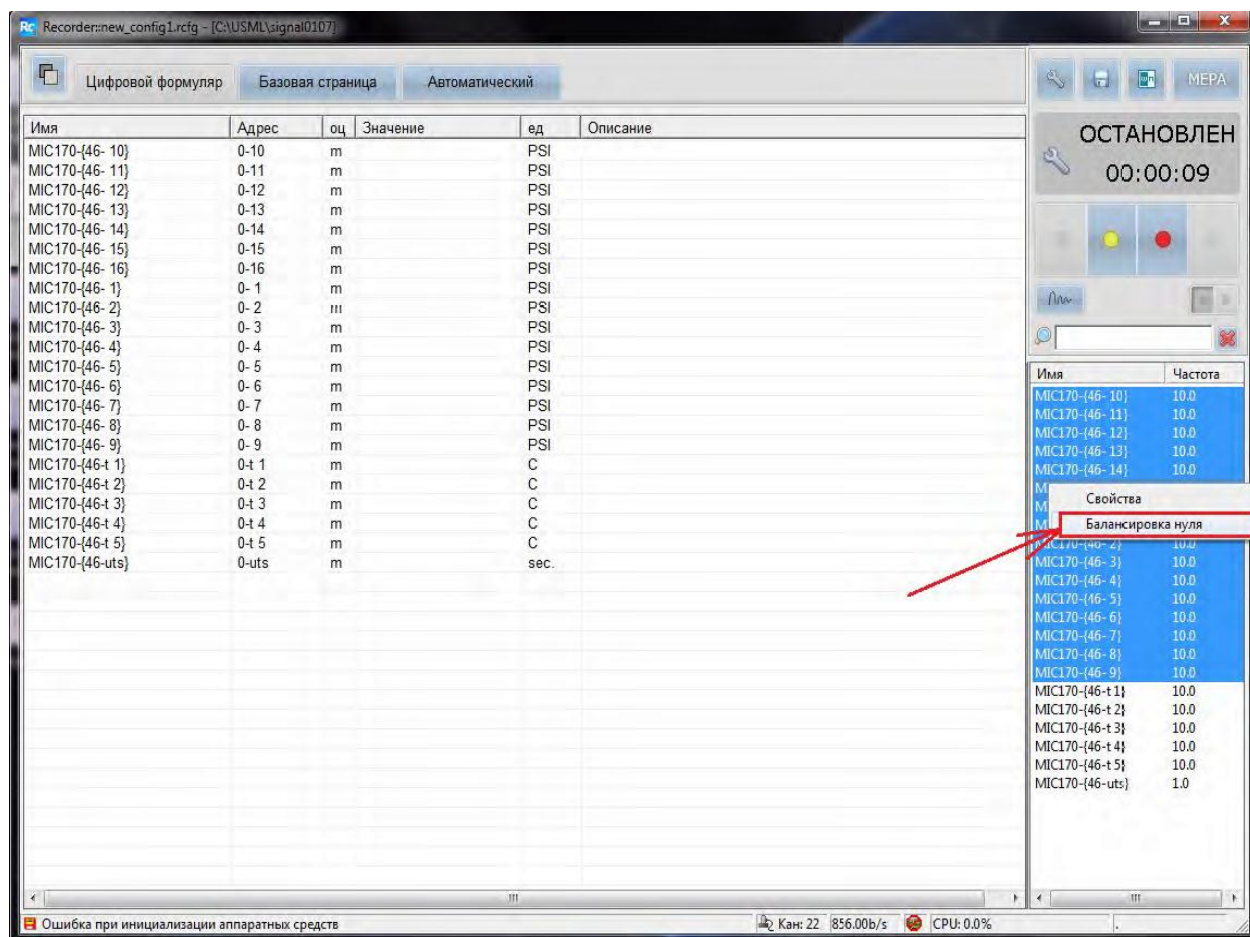 Recorder::new_config1.rcfg - [C:\USML\signal0107]
Цифровой формуляр Базовая страница Автоматический
МЕРА
Имя Адрес оц Значение ед Описание
MIC170-{46- 10} 0-10 m PSI
MIC170-{46- 11} 0-11 m PSI
MIC170-{46- 12} 0-12 m PSI
MIC170-{46- 13} 0-13 m PSI
MIC170-{46- 14} 0-14 m PSI
MIC170-{46- 15} 0-15 m PSI
MIC170-{46- 16} 0-16 m PSI
MIC170-{46- 1} 0- 1 m PSI
MIC170-{46- 2} 0- 2 m PSI
MIC170-{46- 3} 0- 3 m PSI
MIC170-{46- 4} 0- 4 m PSI
MIC170-{46- 5} 0- 5 m PSI
MIC170-{46- 6} 0- 6 m PSI
MIC170-{46- 7} 0- 7 m PSI
MIC170-{46- 8} 0- 8 m PSI
MIC170-{46- 9} 0- 9 m PSI
MIC170-{46-t 1} 0-t 1 m C
MIC170-{46-t 2} 0-t 2 m C
MIC170-{46-t 3} 0-t 3 m C
MIC170-{46-t 4} 0-t 4 m C
MIC170-{46-t 5} 0-t 5 m C
MIC170-{46-uts} 0-uts m sec.
ОСТАНОВЛЕН
00:00:09
Имя Частота
MIC170-{46- 10} 10.0
MIC170-{46- 11} 10.0
MIC170-{46- 12} 10.0
MIC170-{46- 13} 10.0
MIC170-{46- 14} 10.0
Свойства
Балансировка нуля
MIC170-{46- 2} 10.0
MIC170-{46- 3} 10.0
MIC170-{46- 4} 10.0
MIC170-{46- 5} 10.0
MIC170-{46- 6} 10.0
MIC170-{46- 7} 10.0
MIC170-{46- 8} 10.0
MIC170-{46- 9} 10.0
MIC170-{46-t 1} 10.0
MIC170-{46-t 2} 10.0
MIC170-{46-t 3} 10.0
MIC170-{46-t 4} 10.0
MIC170-{46-t 5} 10.0
MIC170-{46-uts} 1.0
Ошибка при инициализации аппаратных средств Кан: 22 856.00b/s CPU: 0.0%